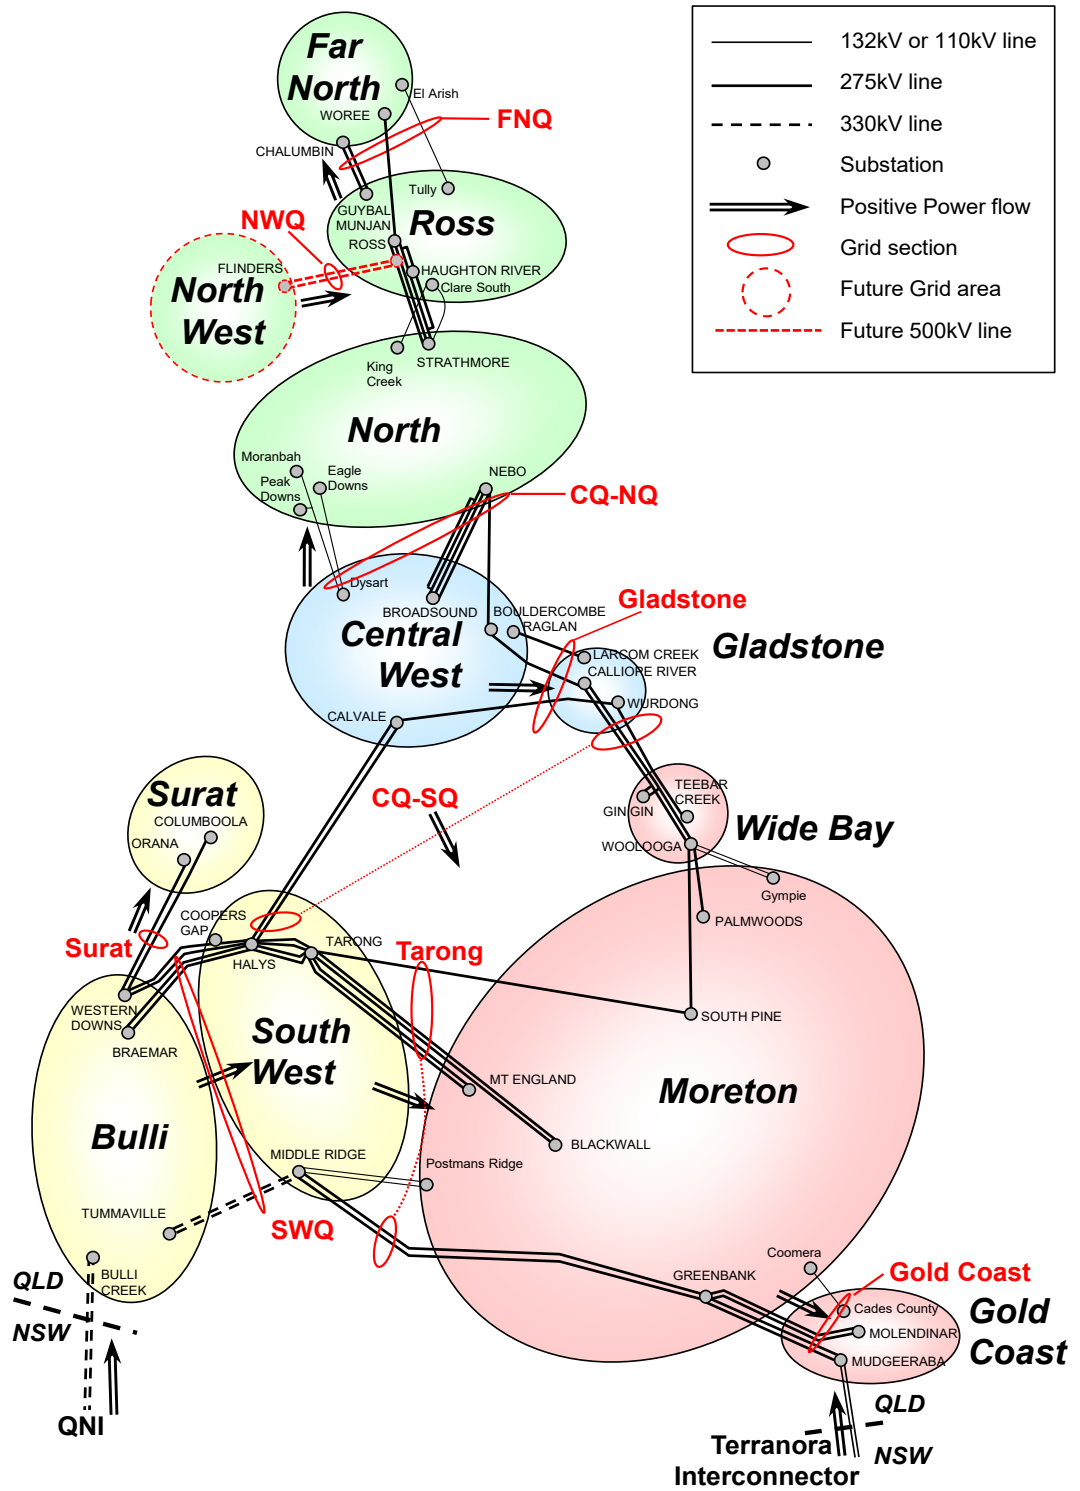 132kV or 110kV line
275kV line
330kV line
Substation
Positive Power flow
Grid section
Future Grid area
Future 500kV line
Far
North
El Arish
WOREE
FNQ
CHALUMBIN
Tully
GUYBAL
MUNJAN
Ross
ROSS
NWQ
FLINDERS
HAUGHTON RIVER
Clare South
North
West
King
Creek
STRATHMORE
North
Moranbah
Eagle
Downs
Peak
Downs
NEBO
CQ-NQ
Dysart
BROADSOUND
BOULDERCOMBE
RAGLAN
Gladstone
Central
West
LARCOM CREEK
CALLIOPE RIVER
Gladstone
WURDONG
CALVALE
Surat
COLUMBOOLA
ORANA
CQ-SQ
TEEBAR
CREEK
GIN GIN
WOOLOOGA
Wide Bay
Gympie
PALMWOODS
COOPERS
GAP
Surat
HALYS
TARONG
Tarong
WESTERN
DOWNS
BRAEMAR
SOUTH PINE
South
West
MT ENGLAND
Moreton
Bulli
BLACKWALL
MIDDLE RIDGE
Postmans Ridge
TUMMAVILLE
SWQ
BULLI
CREEK
QLD
NSW
QNI
Coomera
GREENBANK
Gold Coast
Cades County
Gold
Coast
MOLENDINAR
MUDGEERABA
QLD
NSW
Terranora
Interconnector